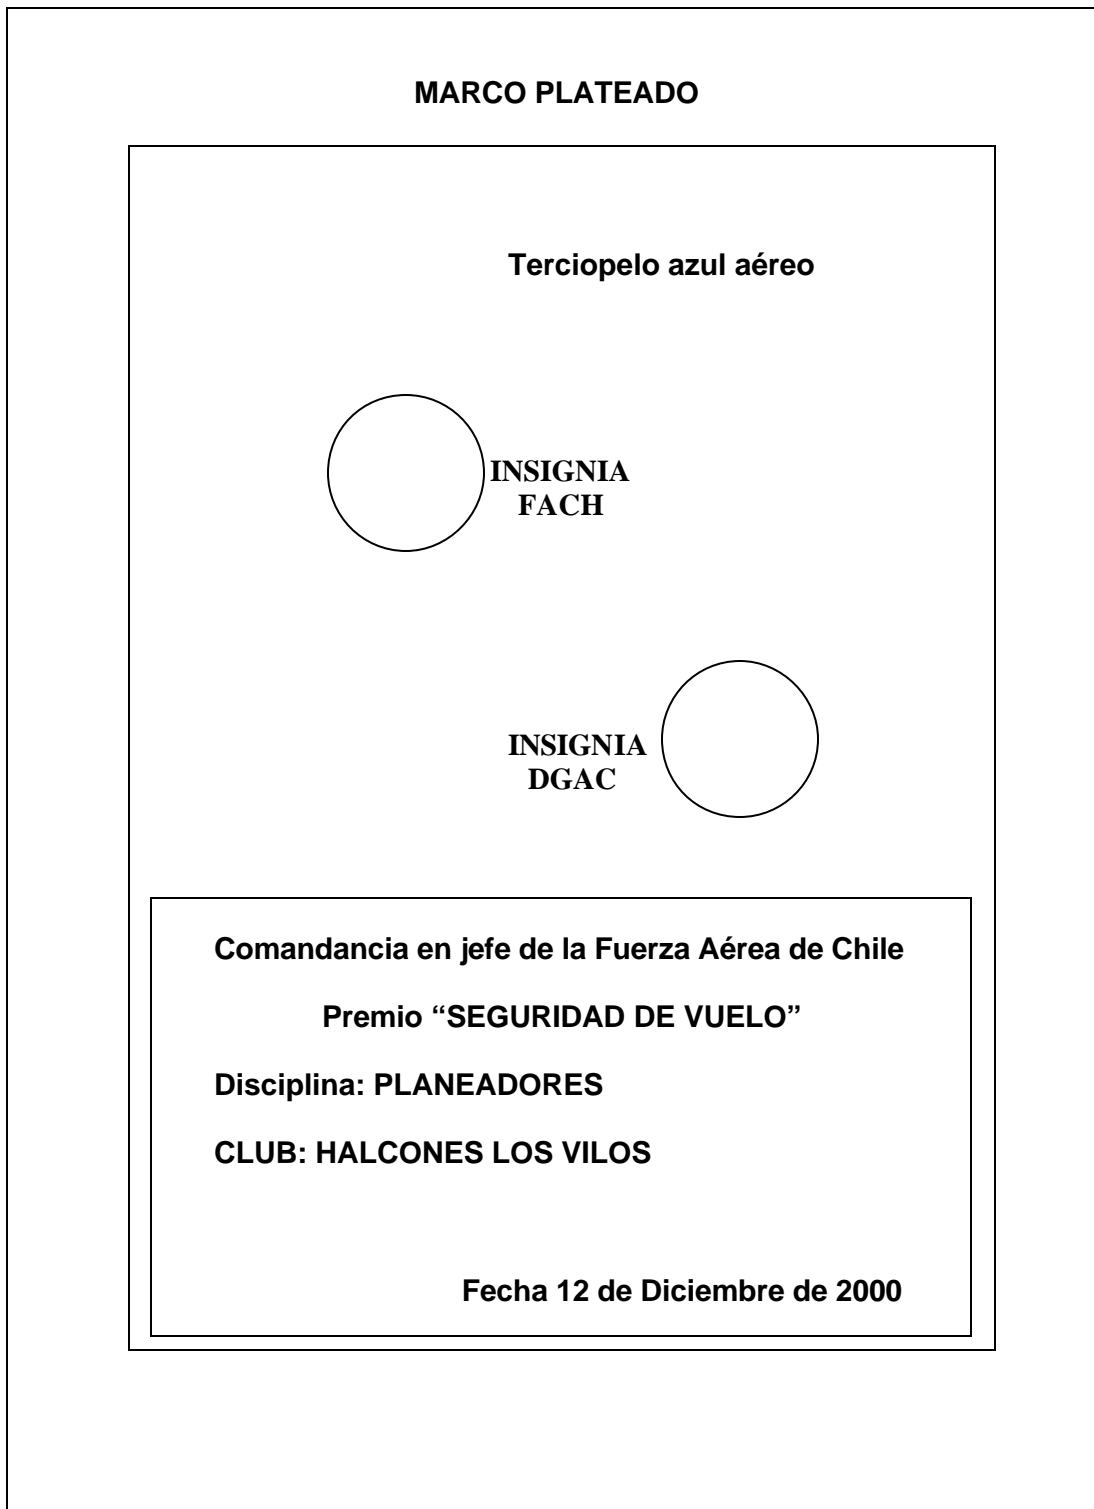 MARCO PLATEADO
Terciopelo azul aéreo
INSIGNIA
FACH
INSIGNIA
DGAC
Comandancia en jefe de la Fuerza Aérea de Chile
Premio “SEGURIDAD DE VUELO”
Disciplina: PLANEADORES
CLUB: HALCONES LOS VILOS
Fecha 12 de Diciembre de 2000